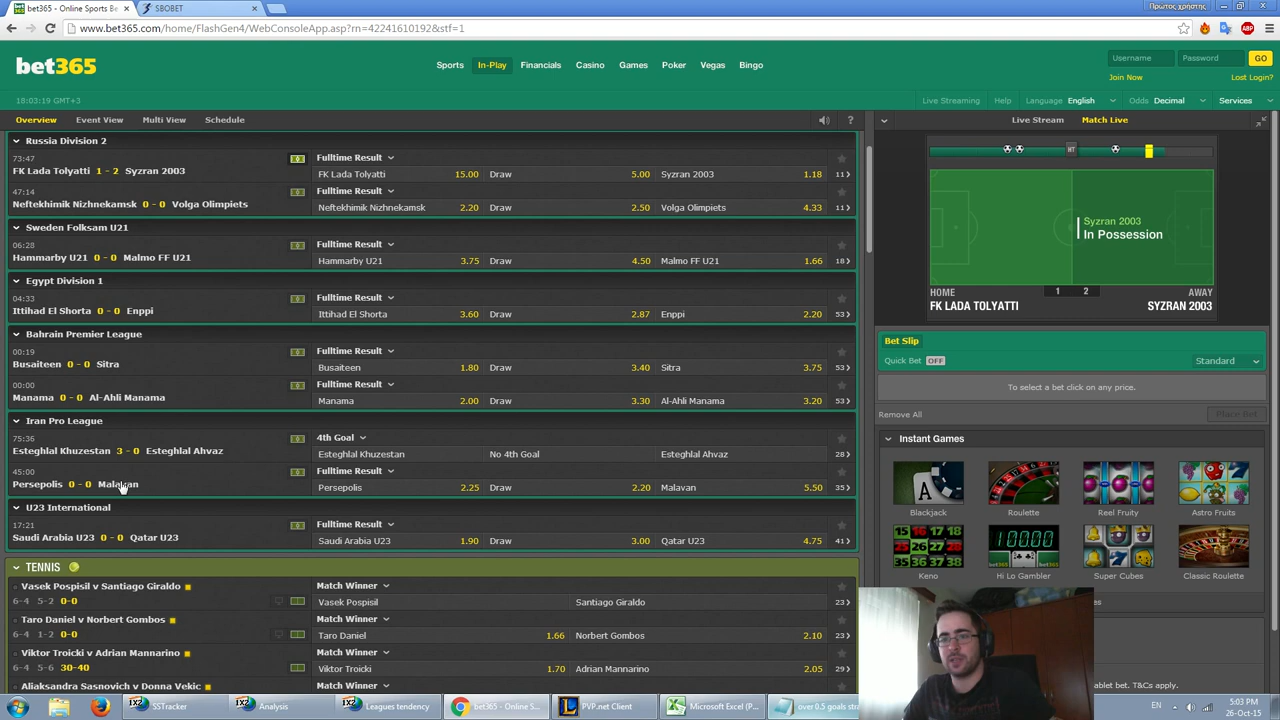 bet365 - Online Sports Be
SBOBET
Πρωτος χρηστης
www.bet365.com/home/FlashGen4/WebConsoleApp.asp?rn=42241610192&stf=1
bet365
Sports In-Play Financials Casino Games Poker Vegas Bingo
Username Password GO
Join Now Lost Login?
18:03:19 GMT+3
Live Streaming Help Language English Odds Decimal Services
Overview Event View Multi View Schedule ?
Russia Division 2
73:47 Fulltime Result
FK Lada Tolyatti 1 - 2 Syzran 2003 FK Lada Tolyatti 15.00 Draw 5.00 Syzran 2003 1.18 11
47:14 Fulltime Result
Neftekhimik Nizhnekamsk 0 - 0 Volga Olimpiets Neftekhimik Nizhnekamsk 2.20 Draw 2.50 Volga Olimpiets 4.33 11
Sweden Folksam U21
06:28 Fulltime Result
Hammarby U21 0 - 0 Malmo FF U21 Hammarby U21 3.75 Draw 4.50 Malmo FF U21 1.66 18
Egypt Division 1
04:33 Fulltime Result
Ittihad El Shorta 0 - 0 Enppi Ittihad El Shorta 3.60 Draw 2.87 Enppi 2.20 53
Bahrain Premier League
00:19 Fulltime Result
Busaiteen 0 - 0 Sitra Busaiteen 1.80 Draw 3.40 Sitra 3.75 53
00:00 Fulltime Result
Manama 0 - 0 Al-Ahli Manama Manama 2.00 Draw 3.30 Al-Ahli Manama 3.20 53
Iran Pro League
75:36 4th Goal
Esteghlal Khuzestan 3 - 0 Esteghlal Ahvaz Esteghlal Khuzestan No 4th Goal Esteghlal Ahvaz 28
45:00 Fulltime Result
Persepolis 0 - 0 Malavan Persepolis 2.25 Draw 2.20 Malavan 5.50 35
U23 International
17:21 Fulltime Result
Saudi Arabia U23 0 - 0 Qatar U23 Saudi Arabia U23 1.90 Draw 3.00 Qatar U23 4.75 41
TENNIS
Vasek Pospisil v Santiago Giraldo Match Winner
6-4 5-2 0-0 Vasek Pospisil Santiago Giraldo 23
Taro Daniel v Norbert Gombos Match Winner
6-4 1-2 0-0 Taro Daniel 1.66 Norbert Gombos 2.10 23
Viktor Troicki v Adrian Mannarino Match Winner
6-4 5-6 30-40 Viktor Troicki 1.70 Adrian Mannarino 2.05 29
Aliaksandra Sasnovich v Donna Vekic Match Winner
Live Stream Match Live
HT
Syzran 2003
In Possession
HOME 1 2 AWAY
FK LADA TOLYATTI SYZRAN 2003
Bet Slip
Quick Bet OFF Standard
To select a bet click on any price.
Remove All Place Bet
Instant Games
Blackjack Roulette Reel Fruity Astro Fruits
Keno Hi Lo Gambler Super Cubes Classic Roulette
ablet bet. T&Cs apply.
SSTracker Analysis Leagues tendency bet365 - Online S... PVP.net Client Microsoft Excel (P... over 0.5 goals stra
EN 5:03 PM
26-Oct-15